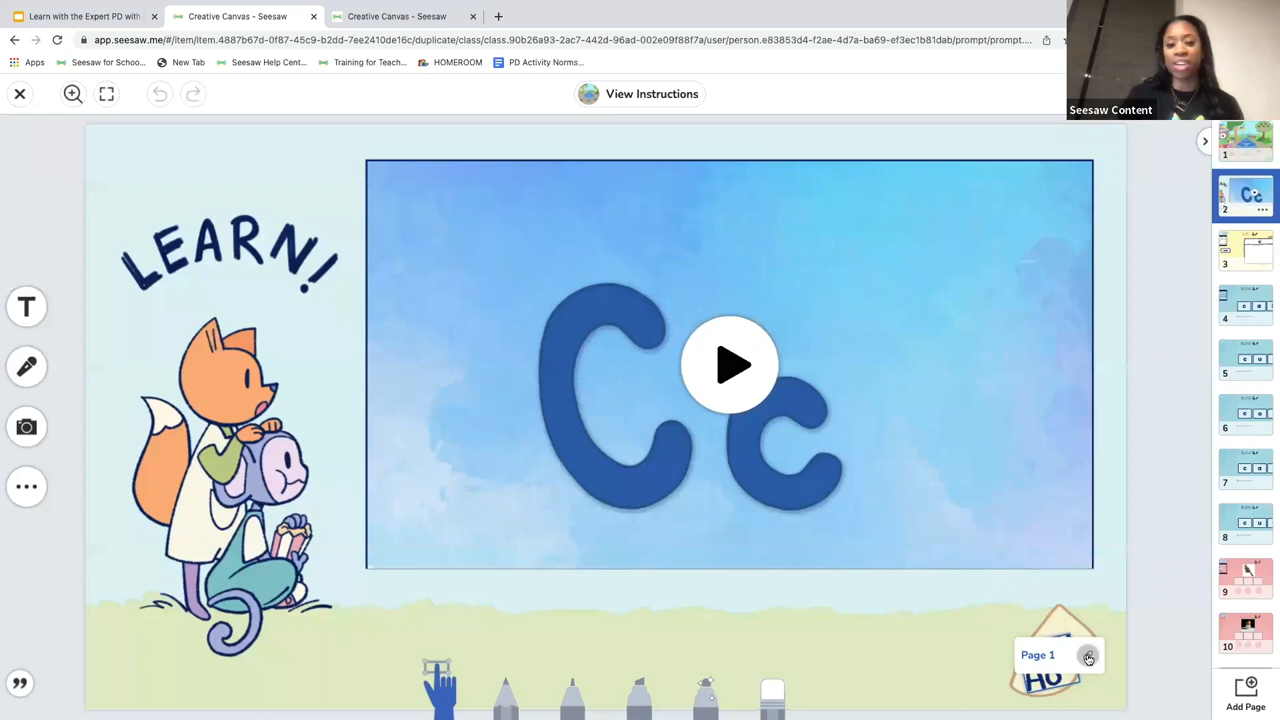 Learn with the Expert PD with
Creative Canvas - Seesaw
Creative Canvas - Seesaw
app.seesaw.me/#/item/item.4887b67d-0f87-45c9-b2dd-7ee2410de16c/duplicate/class/class.90b26a93-2ac7-442d-96ad-002e09f88f7a/user/person.e83853d4-f2ae-4d7a-ba69-ef3ec1b81dab/prompt/prompt....
Apps
Seesaw for Schoo...
New Tab
Seesaw Help Cent...
Training for Teach...
HOMEROOM
PD Activity Norms...
Seesaw Content
View Instructions
LEARN!
Cc
T
Page 1
1
Cc
2
3
c a
4
c u
5
c o
6
c a
7
c u
8
9
10
Add Page